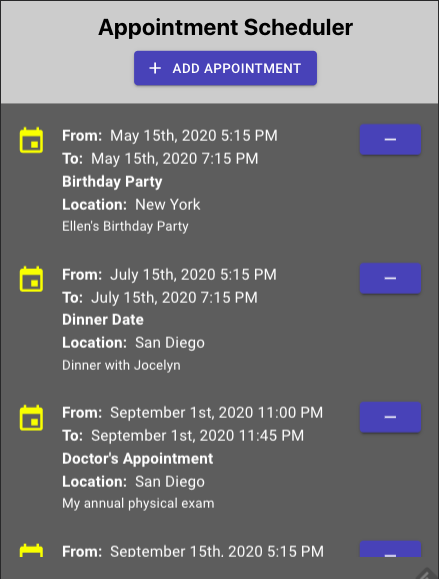 Appointment Scheduler
+ ADD APPOINTMENT
From: May 15th, 2020 5:15 PM
To: May 15th, 2020 7:15 PM
Birthday Party
Location: New York
Ellen's Birthday Party
From: July 15th, 2020 5:15 PM
To: July 15th, 2020 7:15 PM
Dinner Date
Location: San Diego
Dinner with Jocelyn
From: September 1st, 2020 11:00 PM
To: September 1st, 2020 11:45 PM
Doctor's Appointment
Location: San Diego
My annual physical exam
From: September 15th, 2020 5:15 PM